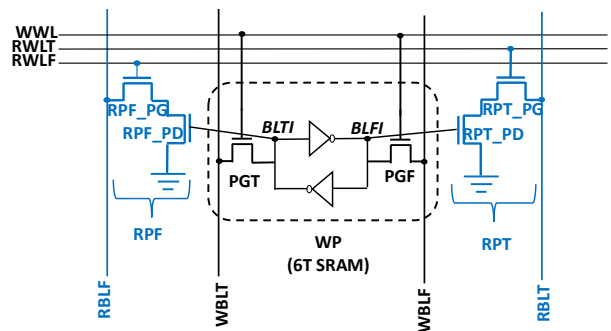 WWL
RWLT
RWLF
RPF_PG
RPF_PD
BLTI
BLFI
RPT_PG
RPT_PD
PGT
PGF
RPF
WP
(6T SRAM)
RPT
RBLF
WBLT
WBLF
RBLT